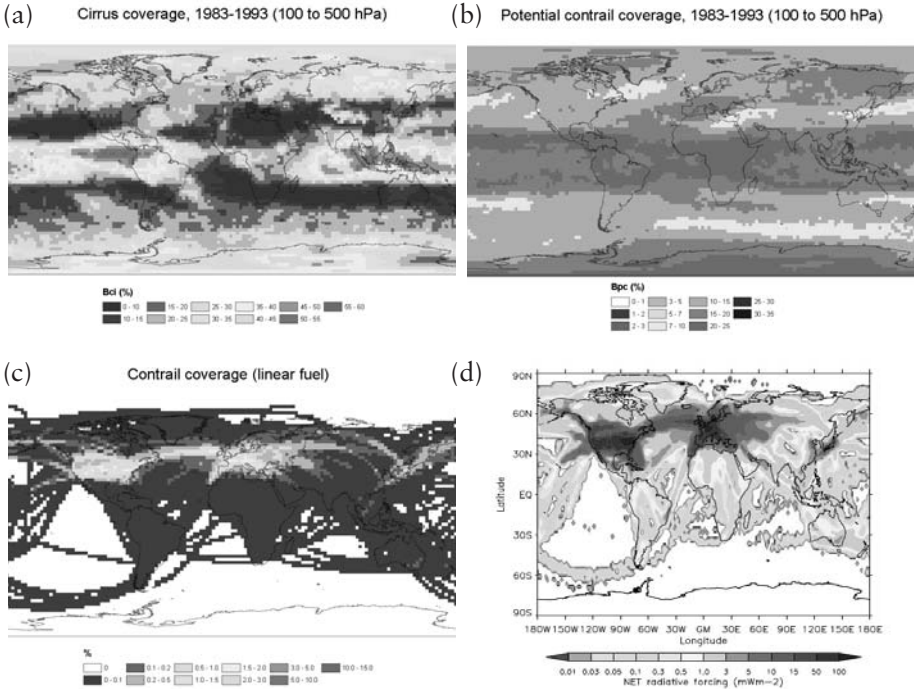 (a)
Cirrus coverage, 1983-1993 (100 to 500 hPa)
Bci (%)
0 - 10
15 - 20
25 - 30
35 - 40
45 - 50
55 - 60
10 - 15
20 - 25
30 - 35
40 - 45
50 - 55
(b)
Potential contrail coverage, 1983-1993 (100 to 500 hPa)
Bpc (%)
0 - 1
3 - 5
10 - 15
25 - 30
1 - 2
5 - 7
15 - 20
30 - 35
2 - 3
7 - 10
20 - 25
(c)
Contrail coverage (linear fuel)
%
0
0.1 - 0.2
0.5 - 1.0
1.5 - 2.0
3.0 - 5.0
10.0 - 15.0
0 - 0.1
0.2 - 0.5
1.0 - 1.5
2.0 - 3.0
5.0 - 10.0
(d)
90N
60N
30N
EQ
30S
60S
90S
Latitude
180W 150W 120W 90W 60W 30W GM 30E 60E 90E 120E 150E 180E
Longitude
0.01 0.03 0.05 0.1 0.3 0.5 1.0 3 5 10 15 50 100
NET radiative forcing (mWm-2)